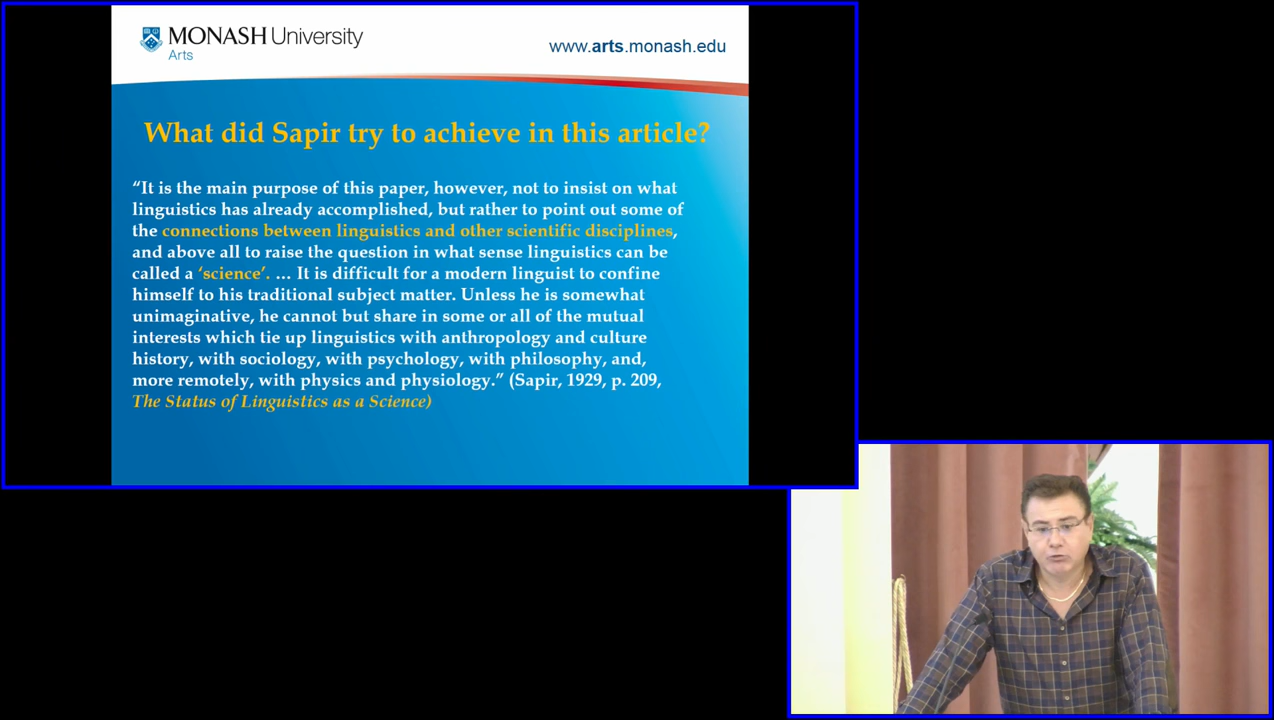 MONASH University
Arts
www.arts.monash.edu
What did Sapir try to achieve in this article?
“It is the main purpose of this paper, however, not to insist on what
linguistics has already accomplished, but rather to point out some of
the connections between linguistics and other scientific disciplines,
and above all to raise the question in what sense linguistics can be
called a ‘science’. ... It is difficult for a modern linguist to confine
himself to his traditional subject matter. Unless he is somewhat
unimaginative, he cannot but share in some or all of the mutual
interests which tie up linguistics with anthropology and culture
history, with sociology, with psychology, with philosophy, and,
more remotely, with physics and physiology.” (Sapir, 1929, p. 209,
The Status of Linguistics as a Science)